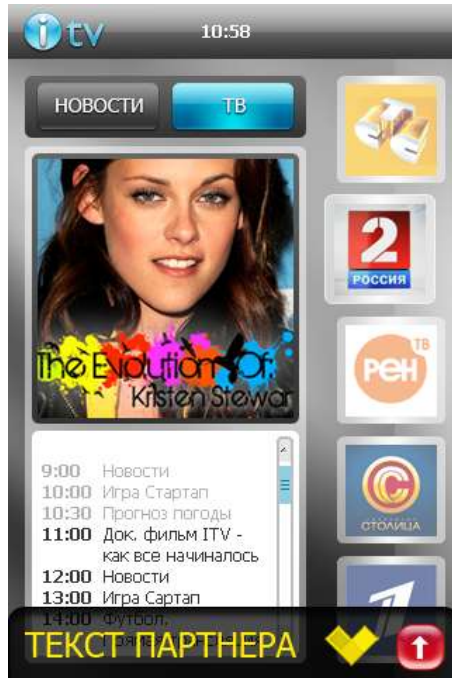 itv
10:58
НОВОСТИ
ТВ
СТС
2
РОССИЯ
The Evolution Of:
Kristen Stewar
РЕН ТВ
9:00 Новости
10:00 Игра Стартап
10:30 Прогноз погоды
11:00 Док. фильм ITV -
как все начиналось
12:00 Новости
13:00 Игра Сартап
14:00 Футбол.
СТОЛИЦА
1
ТЕКСТ ПАРТНЕРА